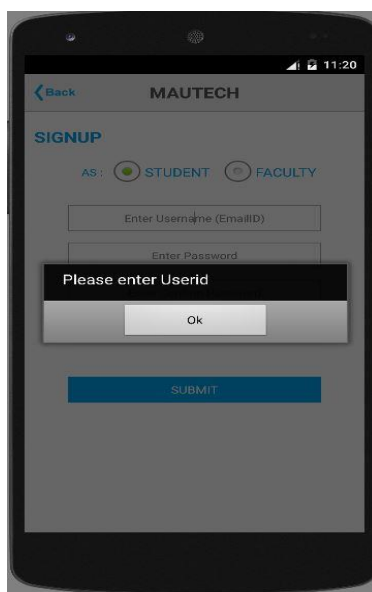 11:20
Back MAUTECH
SIGNUP
AS : STUDENT FACULTY
Enter Username (EmailID)
Enter Password
Please enter Userid
Ok
SUBMIT